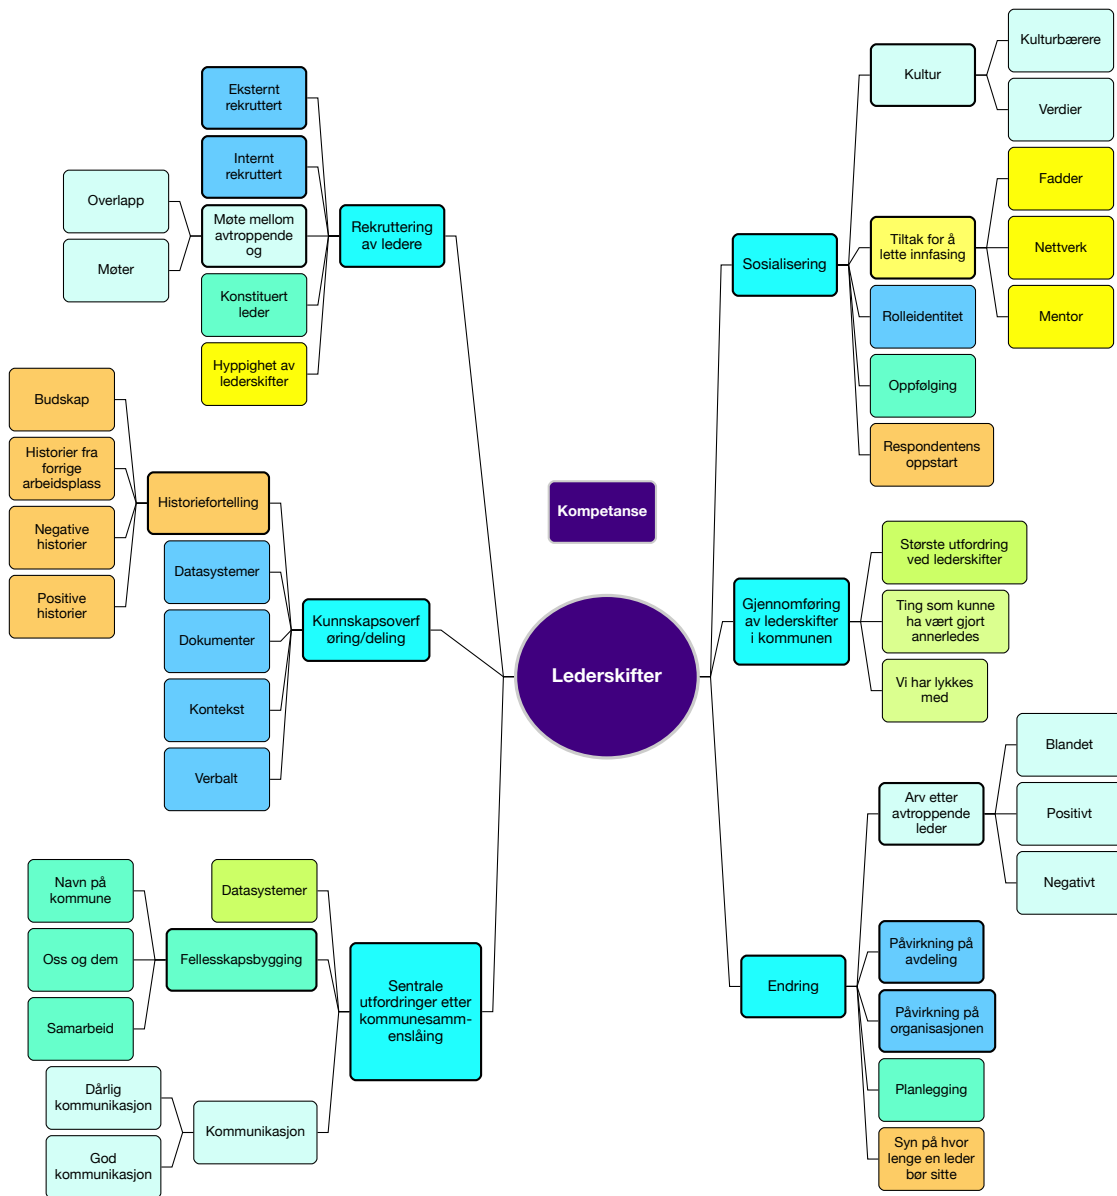 Eksternt
rekruttert
Internt
rekruttert
Overlapp
Møter
Møte mellom
avtroppende
og
Konstituert
leder
Hyppighet av
lederskifter
Rekruttering
av ledere
Budskap
Historier fra
forrige
arbeidsplass
Negative
historier
Positive
historier
Historiefortelling
Datasystemer
Dokumenter
Kontekst
Verbalt
Kunnskapsoverf
øring/deling
Navn på
kommune
Oss og dem
Samarbeid
Datasystemer
Fellesskapsbygging
Dårlig
kommunikasjon
God
kommunikasjon
Kommunikasjon
Sentrale
utfordringer etter
kommunesamm-
enslåing
Kompetanse
Lederskifter
Sosialisering
Kultur
Kulturbærere
Verdier
Tiltak for å
lette innfasing
Fadder
Nettverk
Mentor
Rolleidentitet
Oppfølging
Respondentens
oppstart
Gjennomføring
av lederskifter
i kommunen
Største utfordring
ved lederskifter
Ting som kunne
ha vært gjort
annerledes
Vi har lykkes
med
Endring
Arv etter
avtroppende
leder
Blandet
Positivt
Negativt
Påvirkning på
avdeling
Påvirkning på
organisasjonen
Planlegging
Syn på hvor
lenge en leder
bør sitte